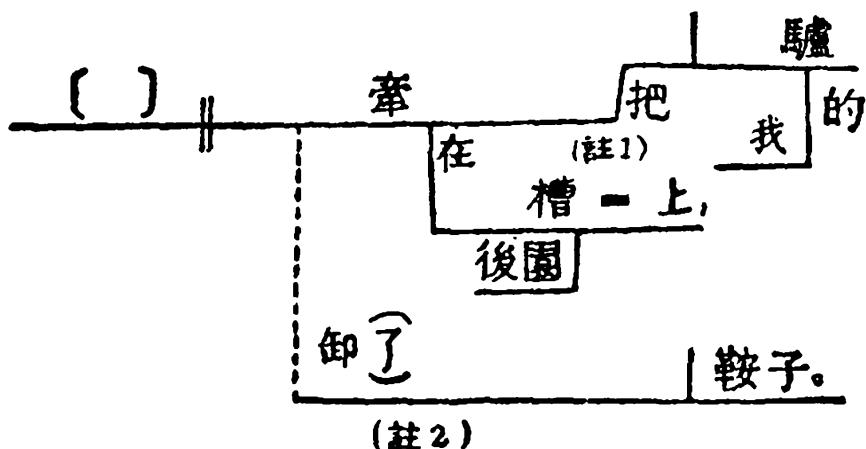 驢
〔 〕 牽 把 的
在 (註1) 我
槽 = 上,
後園
卸了 鞍子。
(註2)